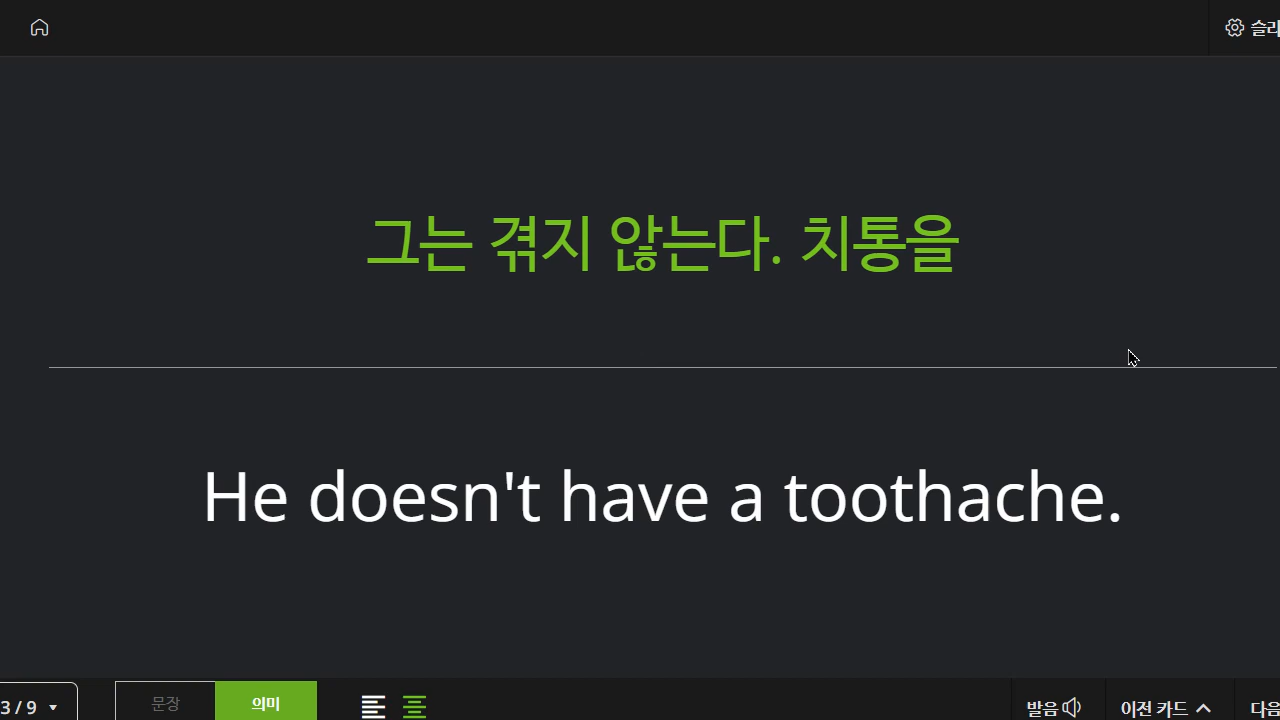 슬라
그는 겪지 않는다. 치통을
He doesn't have a toothache.
3 / 9
문장
의미
발음
이전 카드
다음